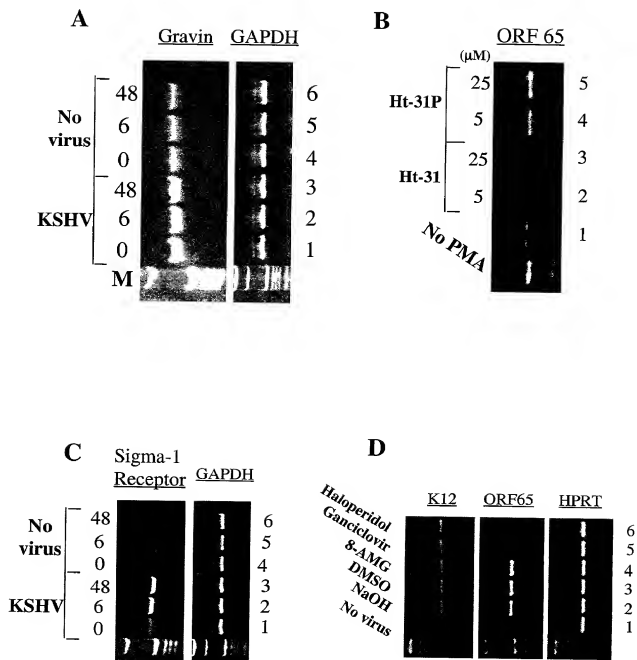 A
Gravin GAPDH
No virus
48 6
6 5
0 4
KSHV
48 3
6 2
0 1
M
B
ORF 65
(μM)
Ht-31P
25 5
5 4
Ht-31
25 3
5 2
No PMA 1
C
Sigma-1
Receptor GAPDH
No virus
48 6
6 5
0 4
KSHV
48 3
6 2
0 1
D
K12 ORF65 HPRT
Haloperidol 6
Ganciclovir 5
8-AMG 4
DMSO 3
NaOH 2
No virus 1